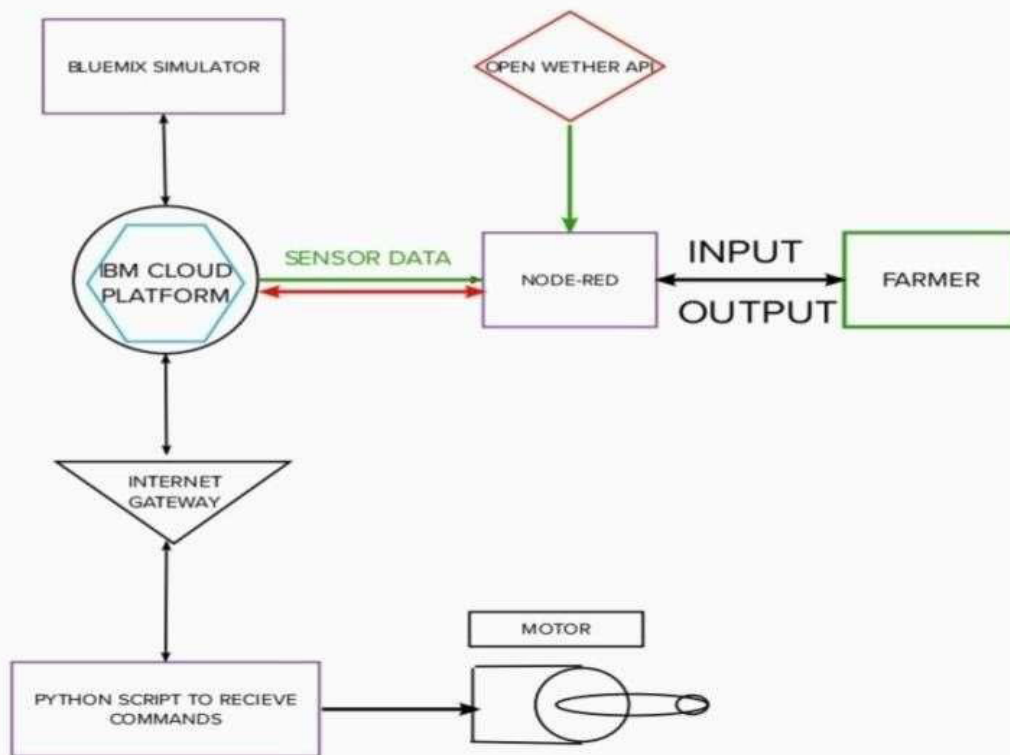 BLUEMIX SIMULATOR
OPEN WETHER API
IBM CLOUD
PLATFORM
SENSOR DATA
NODE-RED
INPUT
OUTPUT
FARMER
INTERNET
GATEWAY
MOTOR
PYTHON SCRIPT TO RECIEVE
COMMANDS